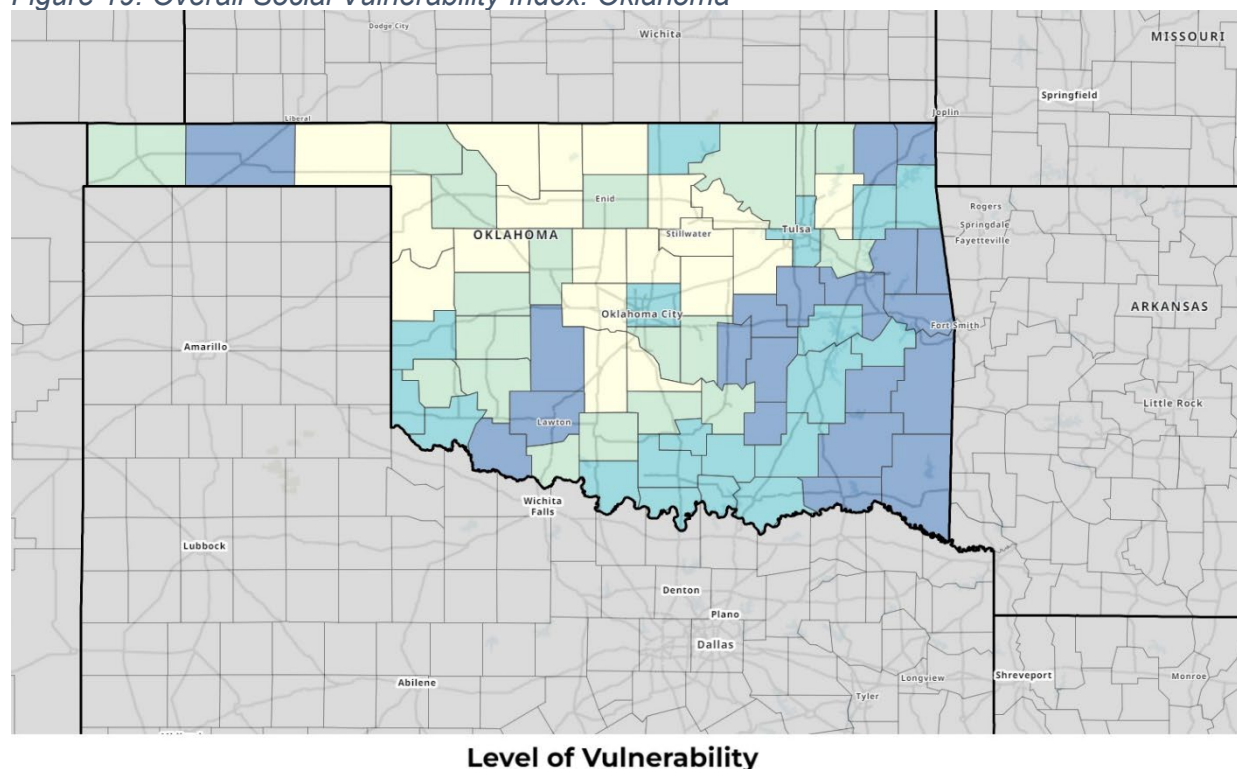 Figure 19: Overall Social Vulnerability Index: Oklahoma
Dodge City
Wichita
MISSOURI
Springfield
Liberal
Joplin
Enid
Rogers
Springdale
Fayetteville
OKLAHOMA
Stillwater
Tulsa
Oklahoma City
ARKANSAS
Fort Smith
Amarillo
Little Rock
Lawton
Wichita
Falls
Lubbock
Denton
Plano
Dallas
Abilene
Longview
Shreveport
Monroe
Tyler
Level of Vulnerability